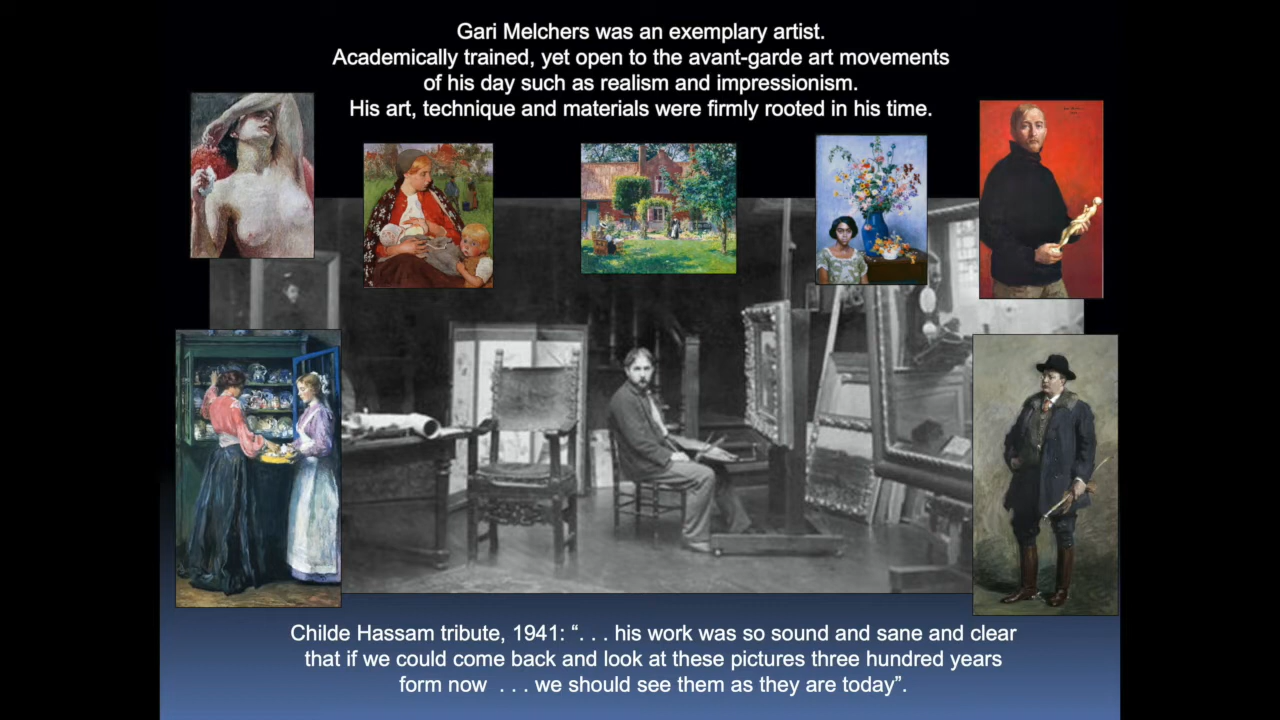 Gari Melchers was an exemplary artist.
Academically trained, yet open to the avant-garde art movements
of his day such as realism and impressionism.
His art, technique and materials were firmly rooted in his time.
Childe Hassam tribute, 1941: “. . . his work was so sound and sane and clear
that if we could come back and look at these pictures three hundred years
form now . . . we should see them as they are today”.